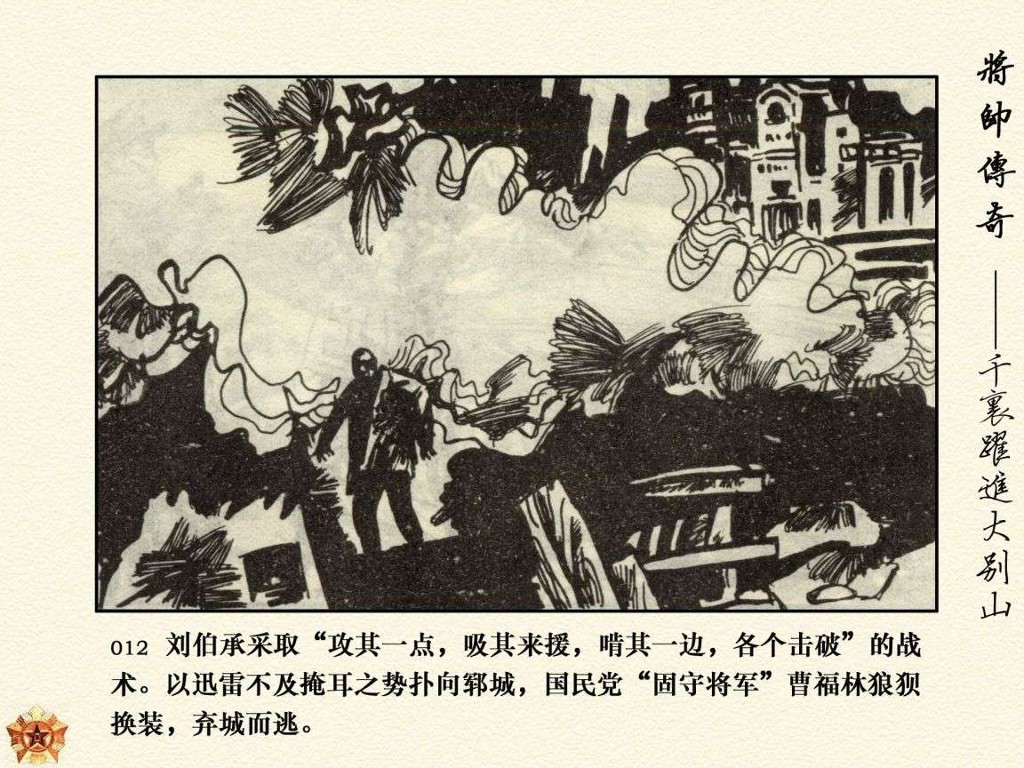 將帥傳奇
——千裏躍進大别山
012 刘伯承采取“攻其一点，吸其来援，啃其一边，各个击破”的战
术。以迅雷不及掩耳之势扑向郓城，国民党“固守将军”曹福林狼狈
换装，弃城而逃。